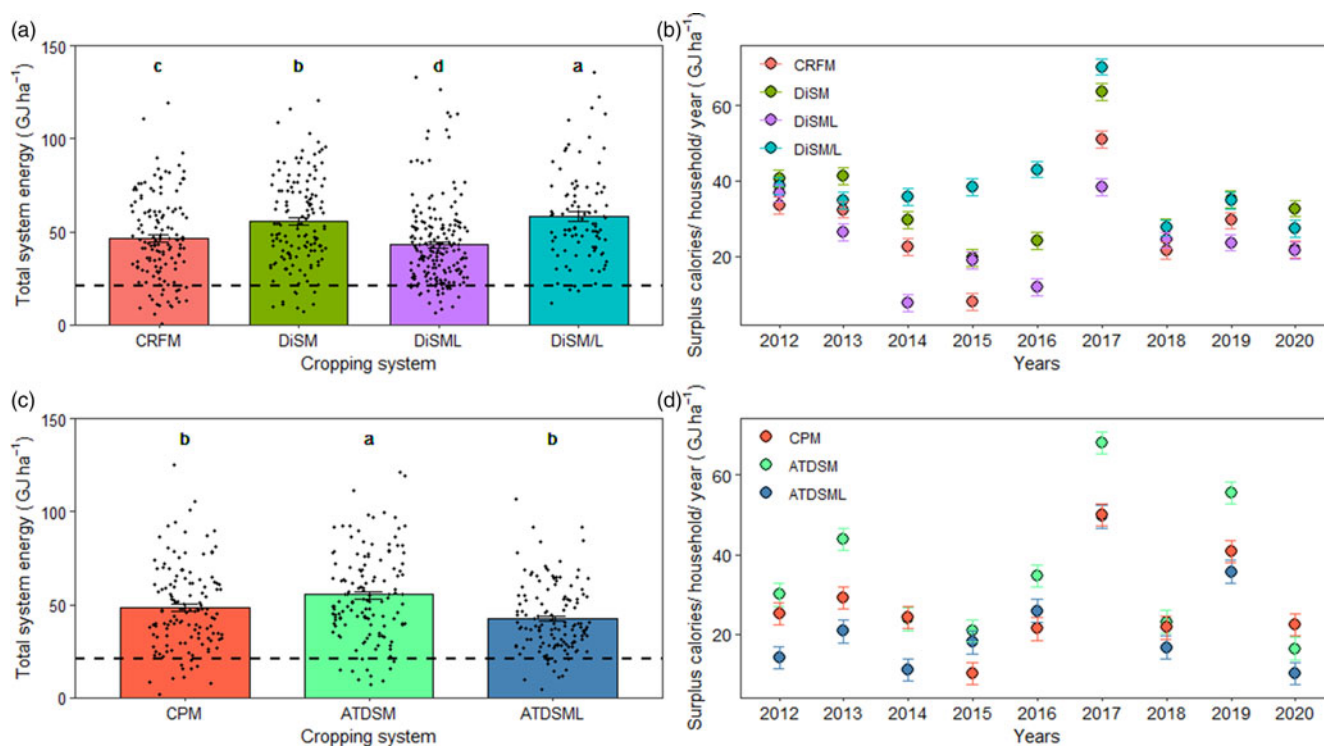 (a)
150
100
50
0
Total system energy ( GJ ha⁻¹)
c b d a
CRFM DiSM DiSML DiSM/L
Cropping system
(b)
60
40
20
Surplus calories/ household/ year ( GJ ha⁻¹)
CRFM
DiSM
DiSML
DiSM/L
2012 2013 2014 2015 2016 2017 2018 2019 2020
Years
(c)
150
100
50
0
Total system energy ( GJ ha⁻¹)
b a b
CPM ATDSM ATDSML
Cropping system
(d)
60
40
20
Surplus calories/ household/ year ( GJ ha⁻¹)
CPM
ATDSM
ATDSML
2012 2013 2014 2015 2016 2017 2018 2019 2020
Years